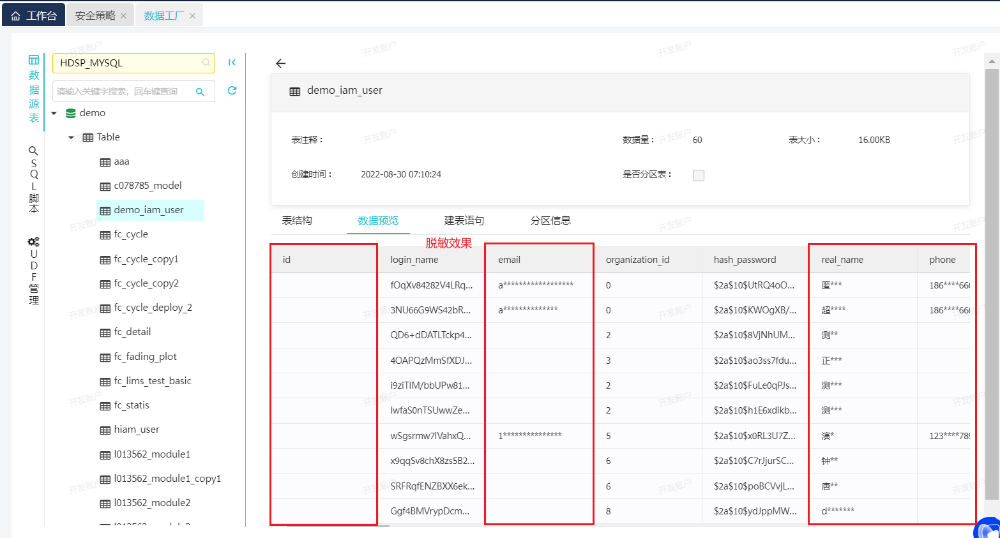 工作台
安全策略
数据工厂
数据源表
SQL脚本
UDF管理
HDSP_MYSQL
请输入关键字搜索，回车键查询
demo
Table
aaa
c078785_model
demo_iam_user
fc_cycle
fc_cycle_copy1
fc_cycle_copy2
fc_cycle_deploy_2
fc_detail
fc_fading_plot
fc_lims_test_basic
fc_statis
hiam_user
l013562_module1
l013562_module1_copy1
l013562_module2
demo_iam_user
表注释：
数据量： 60
表大小： 16.00KB
创建时间： 2022-08-30 07:10:24
是否分区表：
表结构 数据预览 建表语句 分区信息
脱敏效果
id login_name email organization_id hash_password real_name phone
fOqXv84282V4LRq... a****************** 0 $2a$10$UtRQ4oO... 匿*** 186****666
3NU66G9WS42bR... a************** 0 $2a$10$KWOgXB/... 超**** 186****666
QD6+dDATLTckp4... 2 $2a$10$8VjNhUM... 测**
4OAPQzMmSfXDJ... 3 $2a$10$ao3ss7fdu... 正***
i9ziTIM/bbUPw81... 2 $2a$10$FuLe0qPJs... 测***
lwfaS0nTSUwwZe... 2 $2a$10$h1E6xdikb... 测***
wSgsrmw7IVahxQ... 1*************** 5 $2a$10$x0RL3U7Z... 演* 123****789
x9qqSv8chX8zs5B2... 6 $2a$10$C7rJjurSC... 钟**
SRFRqfENZBXX6ek... 6 $2a$10$poBCVvjL... 唐**
Ggf4BMVrypDcm... 8 $2a$10$ydJppMW... d*******
开发账户